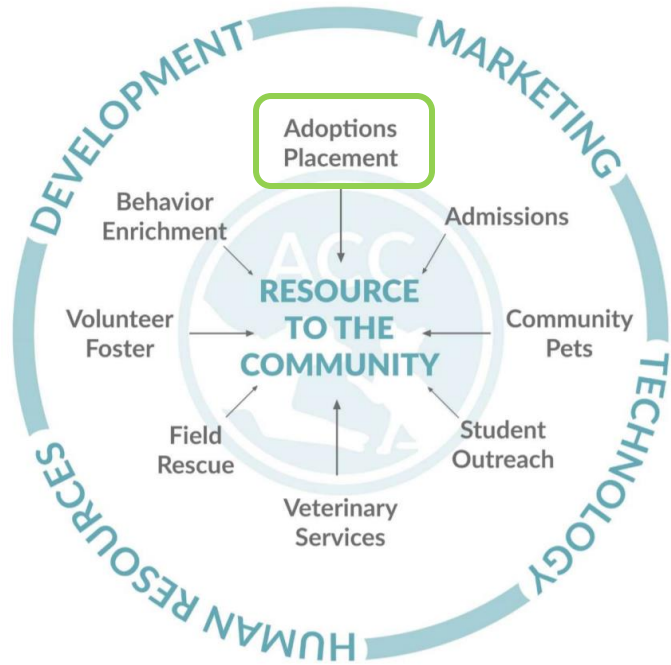 DEVELOPMENT
MARKETING
Adoptions
Placement
Behavior
Enrichment
Admissions
ACC
RESOURCE
TO THE
COMMUNITY
Volunteer
Foster
Community
Pets
Field
Rescue
Student
Outreach
Veterinary
Services
HUMAN RESOURCES
TECHNOLOGY